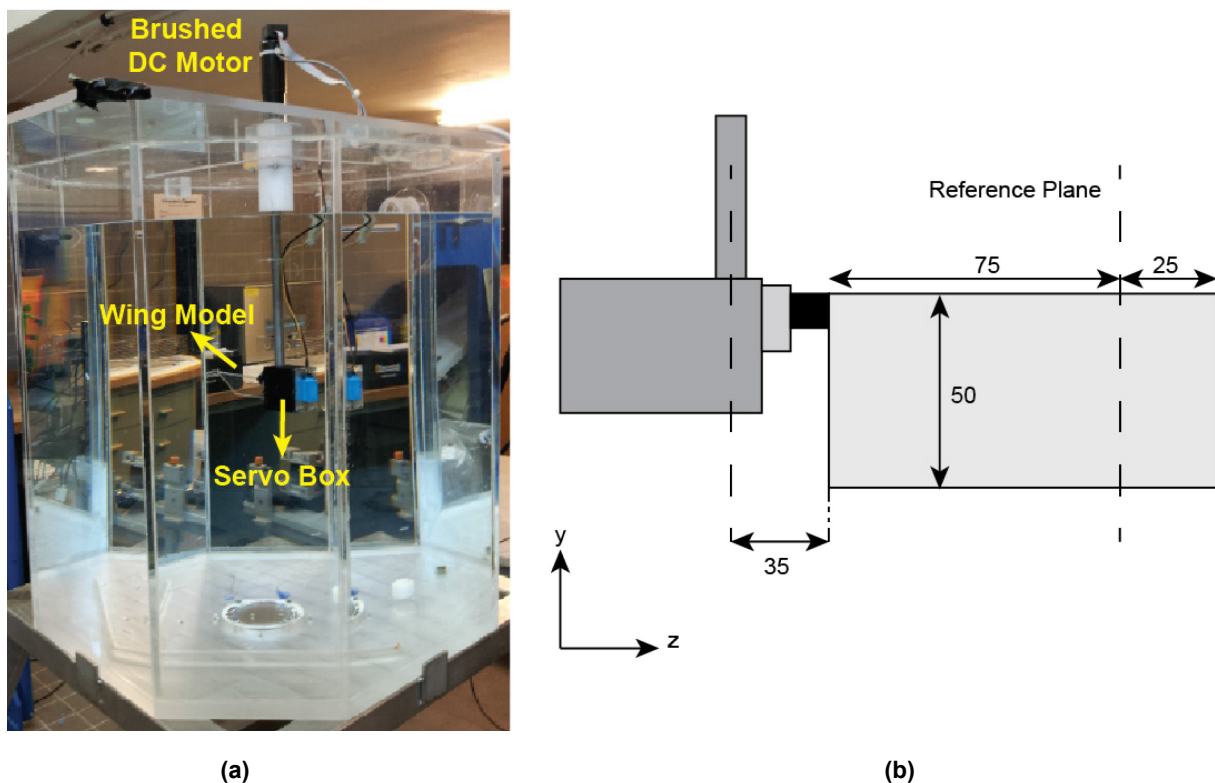 Brushed
DC Motor
Wing Model
Servo Box
Reference Plane
75
25
50
35
y
z
(a)
(b)